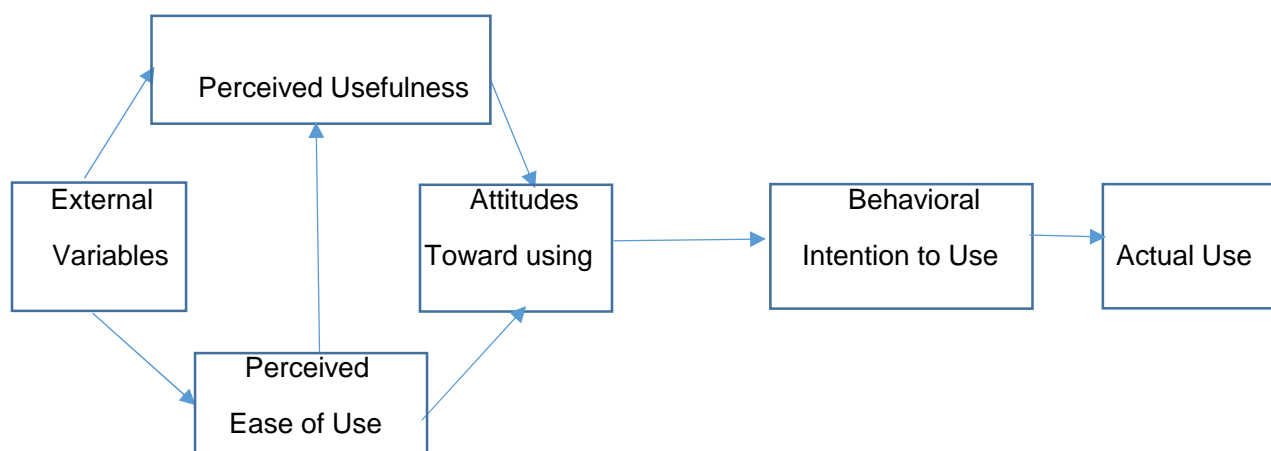 Perceived Usefulness
External
Variables
Attitudes
Toward using
Behavioral
Intention to Use
Actual Use
Perceived
Ease of Use